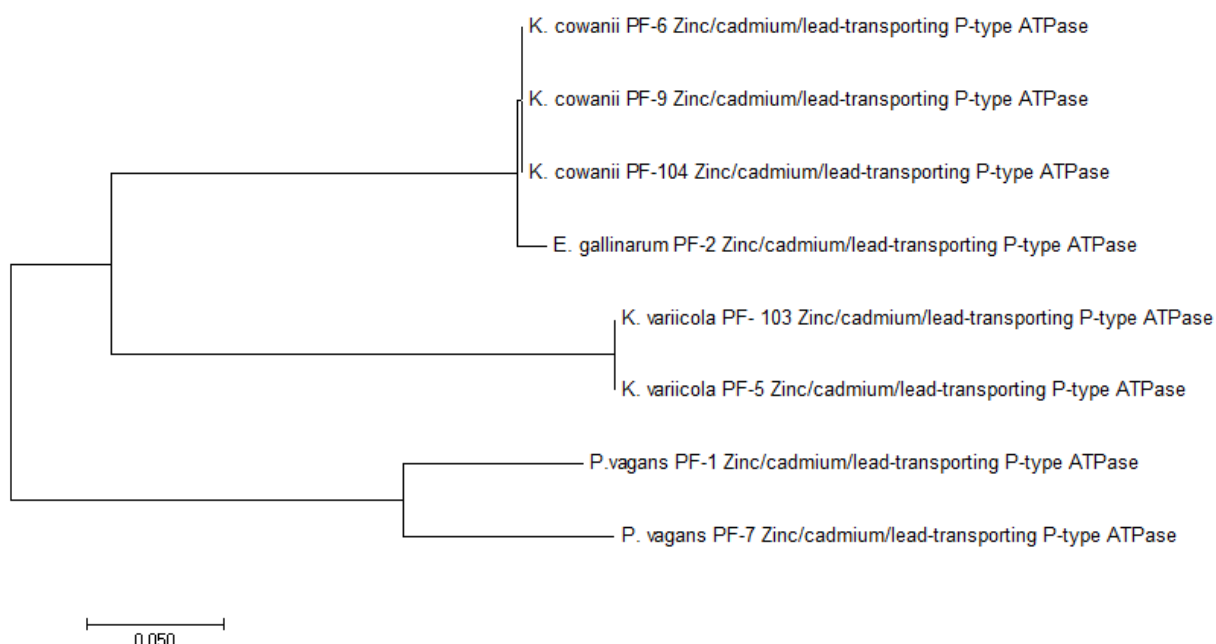 K. cowanii PF-6 Zinc/cadmium/lead-transporting P-type ATPase
K. cowanii PF-9 Zinc/cadmium/lead-transporting P-type ATPase
K. cowanii PF-104 Zinc/cadmium/lead-transporting P-type ATPase
E. gallinarum PF-2 Zinc/cadmium/lead-transporting P-type ATPase
K. variicola PF- 103 Zinc/cadmium/lead-transporting P-type ATPase
K. variicola PF-5 Zinc/cadmium/lead-transporting P-type ATPase
P.vagans PF-1 Zinc/cadmium/lead-transporting P-type ATPase
P. vagans PF-7 Zinc/cadmium/lead-transporting P-type ATPase
0.050